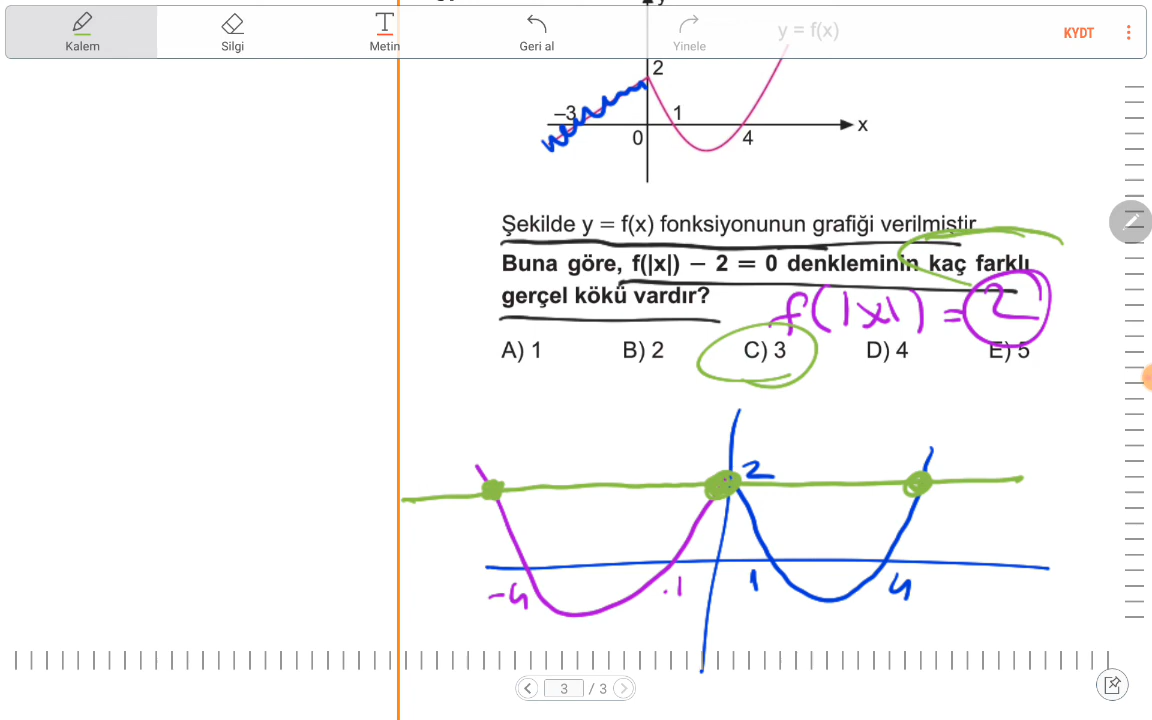 y
Kalem
Silgi
Metin
Geri al
Yinele
KYDT
y = f(x)
2
–3
1
0
4
x
Şekilde y = f(x) fonksiyonunun grafiği verilmiştir
Buna göre, f(|x|) – 2 = 0 denkleminin kaç farklı
gerçel kökü vardır?
f(|x|) = 2
A) 1 B) 2 C) 3 D) 4 E) 5
2
-4 -1 1 4
3 / 3